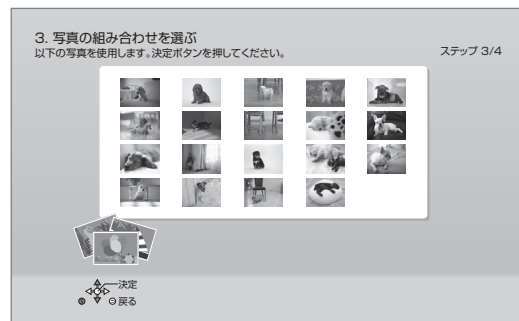 3. 写真の組み合わせを選ぶ
以下の写真を使用します。決定ボタンを押してください。
ステップ 3/4
決定
戻る